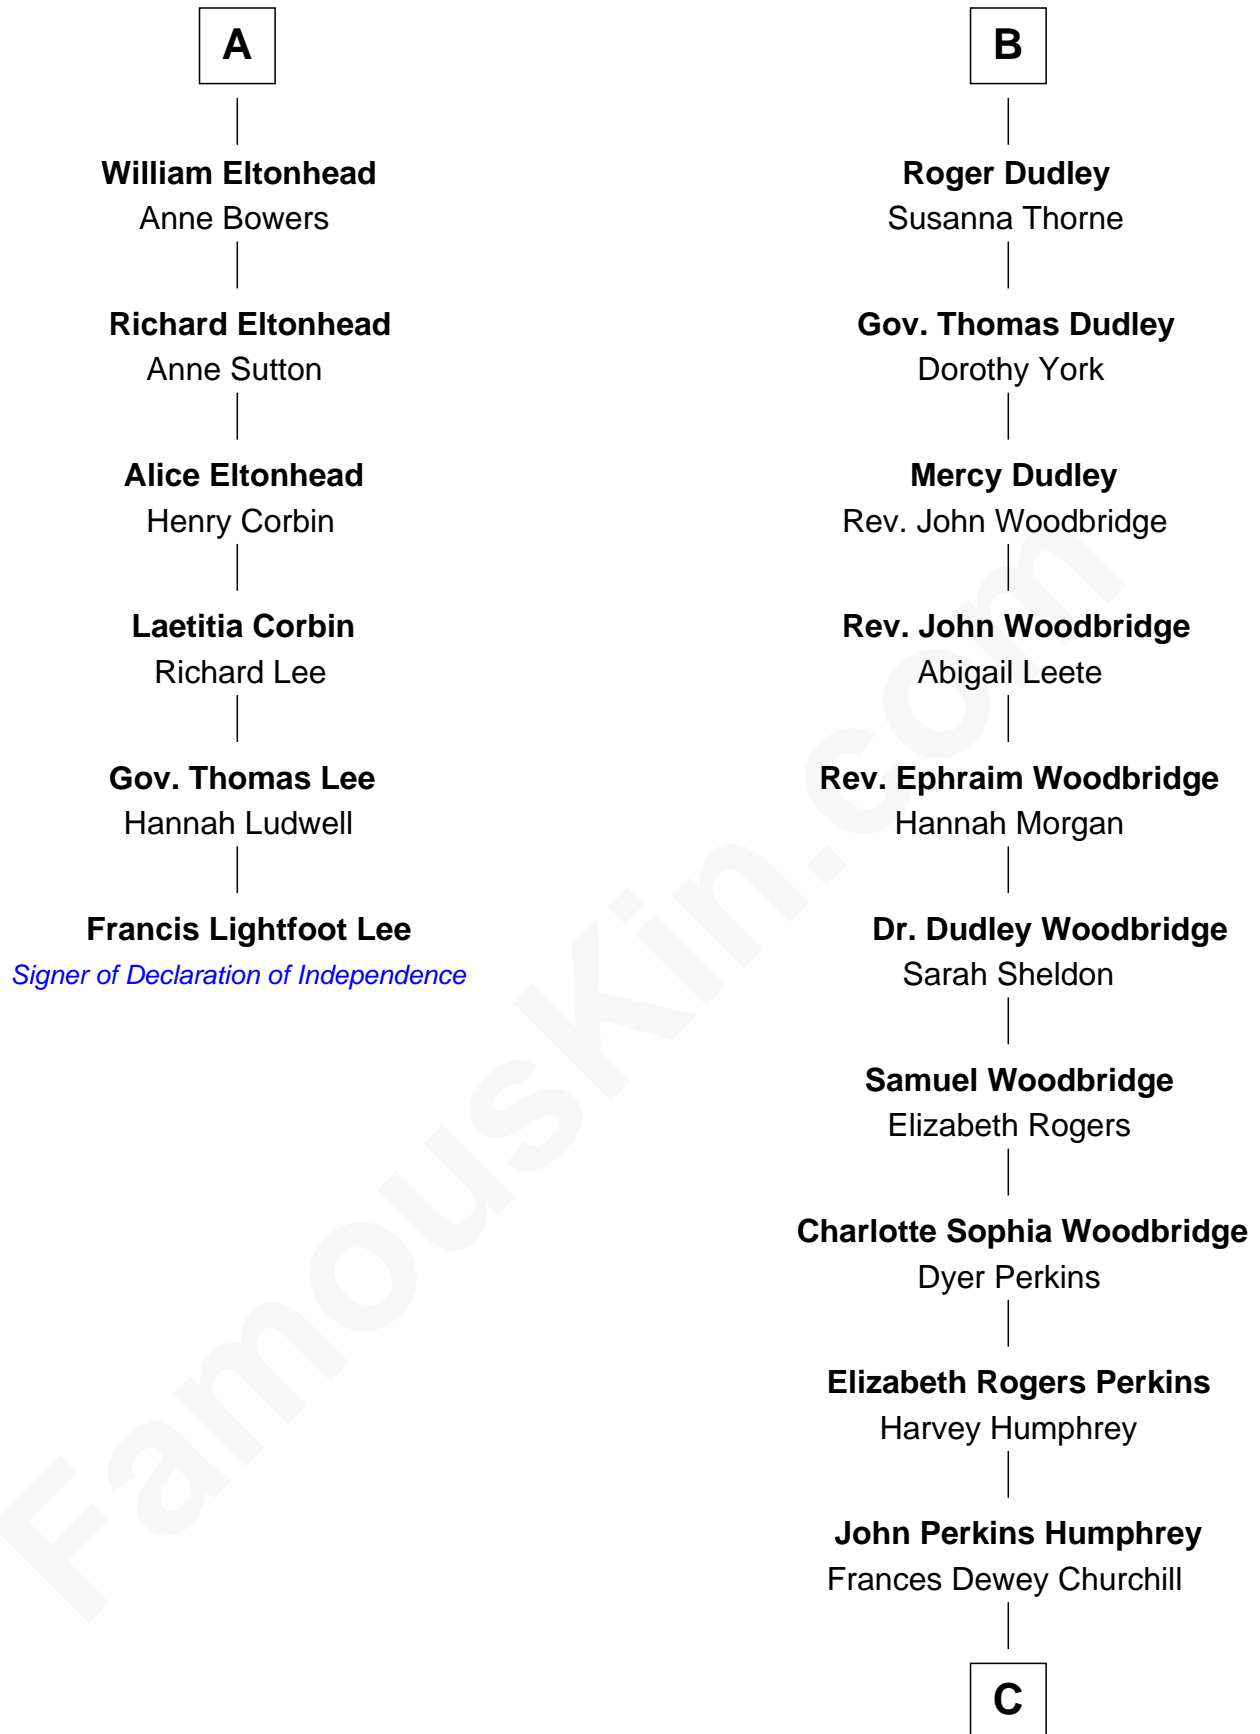 A
William Eltonhead
Anne Bowers
Richard Eltonhead
Anne Sutton
Alice Eltonhead
Henry Corbin
Laetitia Corbin
Richard Lee
Gov. Thomas Lee
Hannah Ludwell
Francis Lightfoot Lee
Signer of Declaration of Independence
B
Roger Dudley
Susanna Thorne
Gov. Thomas Dudley
Dorothy York
Mercy Dudley
Rev. John Woodbridge
Rev. John Woodbridge
Abigail Leete
Rev. Ephraim Woodbridge
Hannah Morgan
Dr. Dudley Woodbridge
Sarah Sheldon
Samuel Woodbridge
Elizabeth Rogers
Charlotte Sophia Woodbridge
Dyer Perkins
Elizabeth Rogers Perkins
Harvey Humphrey
John Perkins Humphrey
Frances Dewey Churchill
C
FamousKin.com